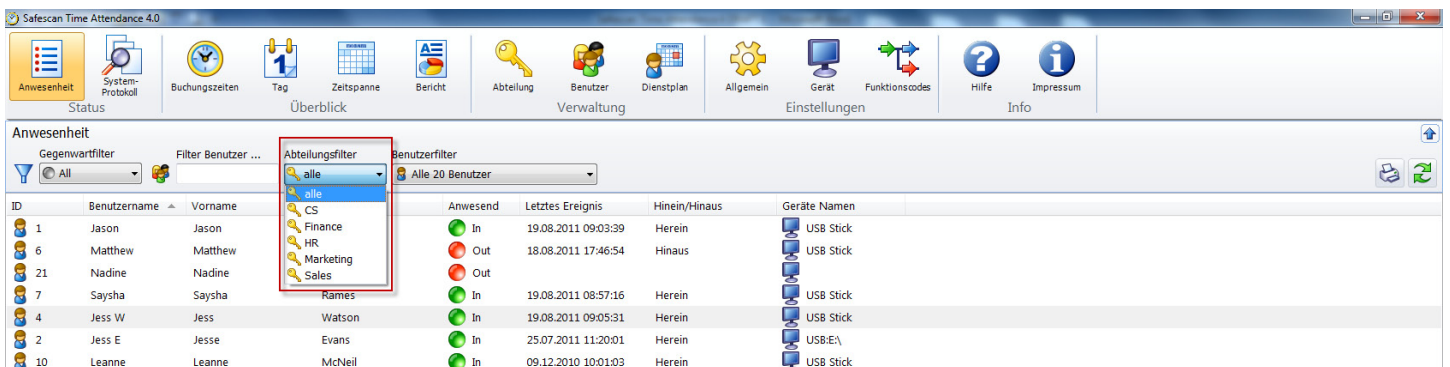 Safescan Time Attendance 4.0
Anwesenheit System-Protokoll Buchungszeiten Tag Zeitspanne Bericht Abteilung Benutzer Dienstplan Allgemein Gerät Funktionscodes Hilfe Impressum
Status Überblick Verwaltung Einstellungen Info
Anwesenheit
Gegenwartfilter Filter Benutzer ... Abteilungsfilter Benutzerfilter
All alle Alle 20 Benutzer
alle
ID Benutzername Vorname Anwesend Letztes Ereignis Hinein/Hinaus Geräte Namen
CS
1 Jason Jason Finance In 19.08.2011 09:03:39 Herein USB Stick
HR
6 Matthew Matthew Out 18.08.2011 17:46:54 Hinaus USB Stick
Marketing
21 Nadine Nadine Sales Out
7 Saysha Saysha Rames In 19.08.2011 08:57:16 Herein USB Stick
4 Jess W Jess Watson In 19.08.2011 09:05:31 Herein USB Stick
2 Jess E Jesse Evans In 25.07.2011 11:20:01 Herein USB:E:\
10 Leanne Leanne McNeil In 09.12.2010 10:01:03 Herein USB Stick